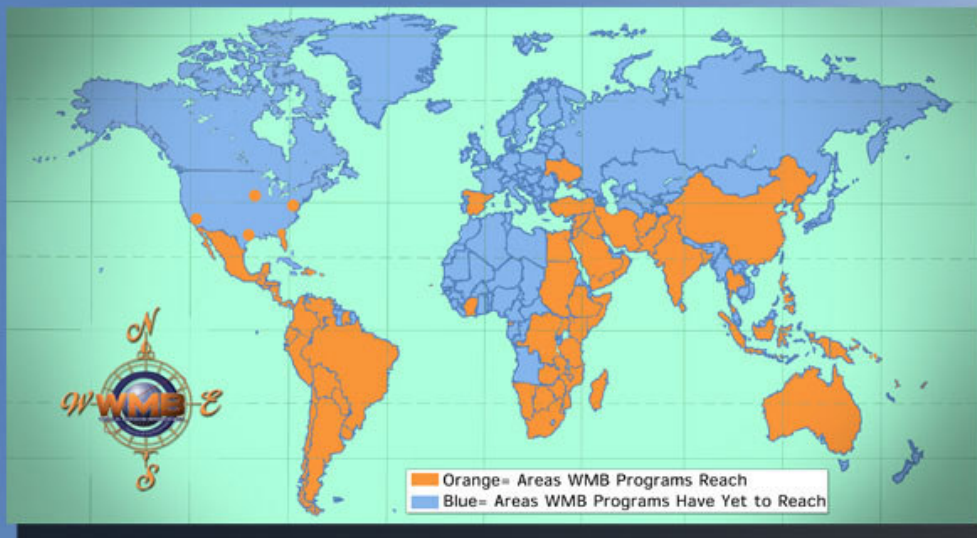 N
W WMB E
S
Orange= Areas WMB Programs Reach
Blue= Areas WMB Programs Have Yet to Reach